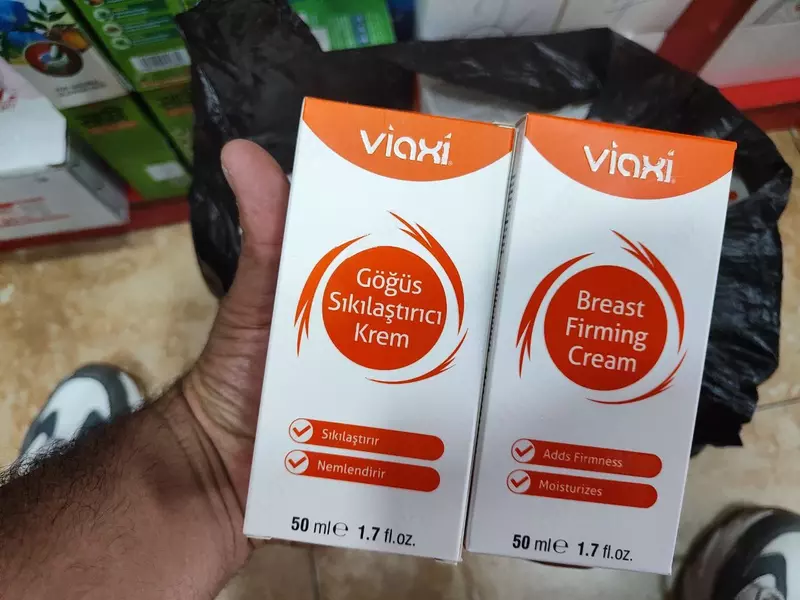 viaxi
Göğüs
Sıkılaştırıcı
Krem
Sıkılaştırır
Nemlendirir
50 ml℮ 1.7 fl.oz.
viaxi
Breast
Firming
Cream
Adds Firmness
Moisturizes
50 ml℮ 1.7 fl.oz.